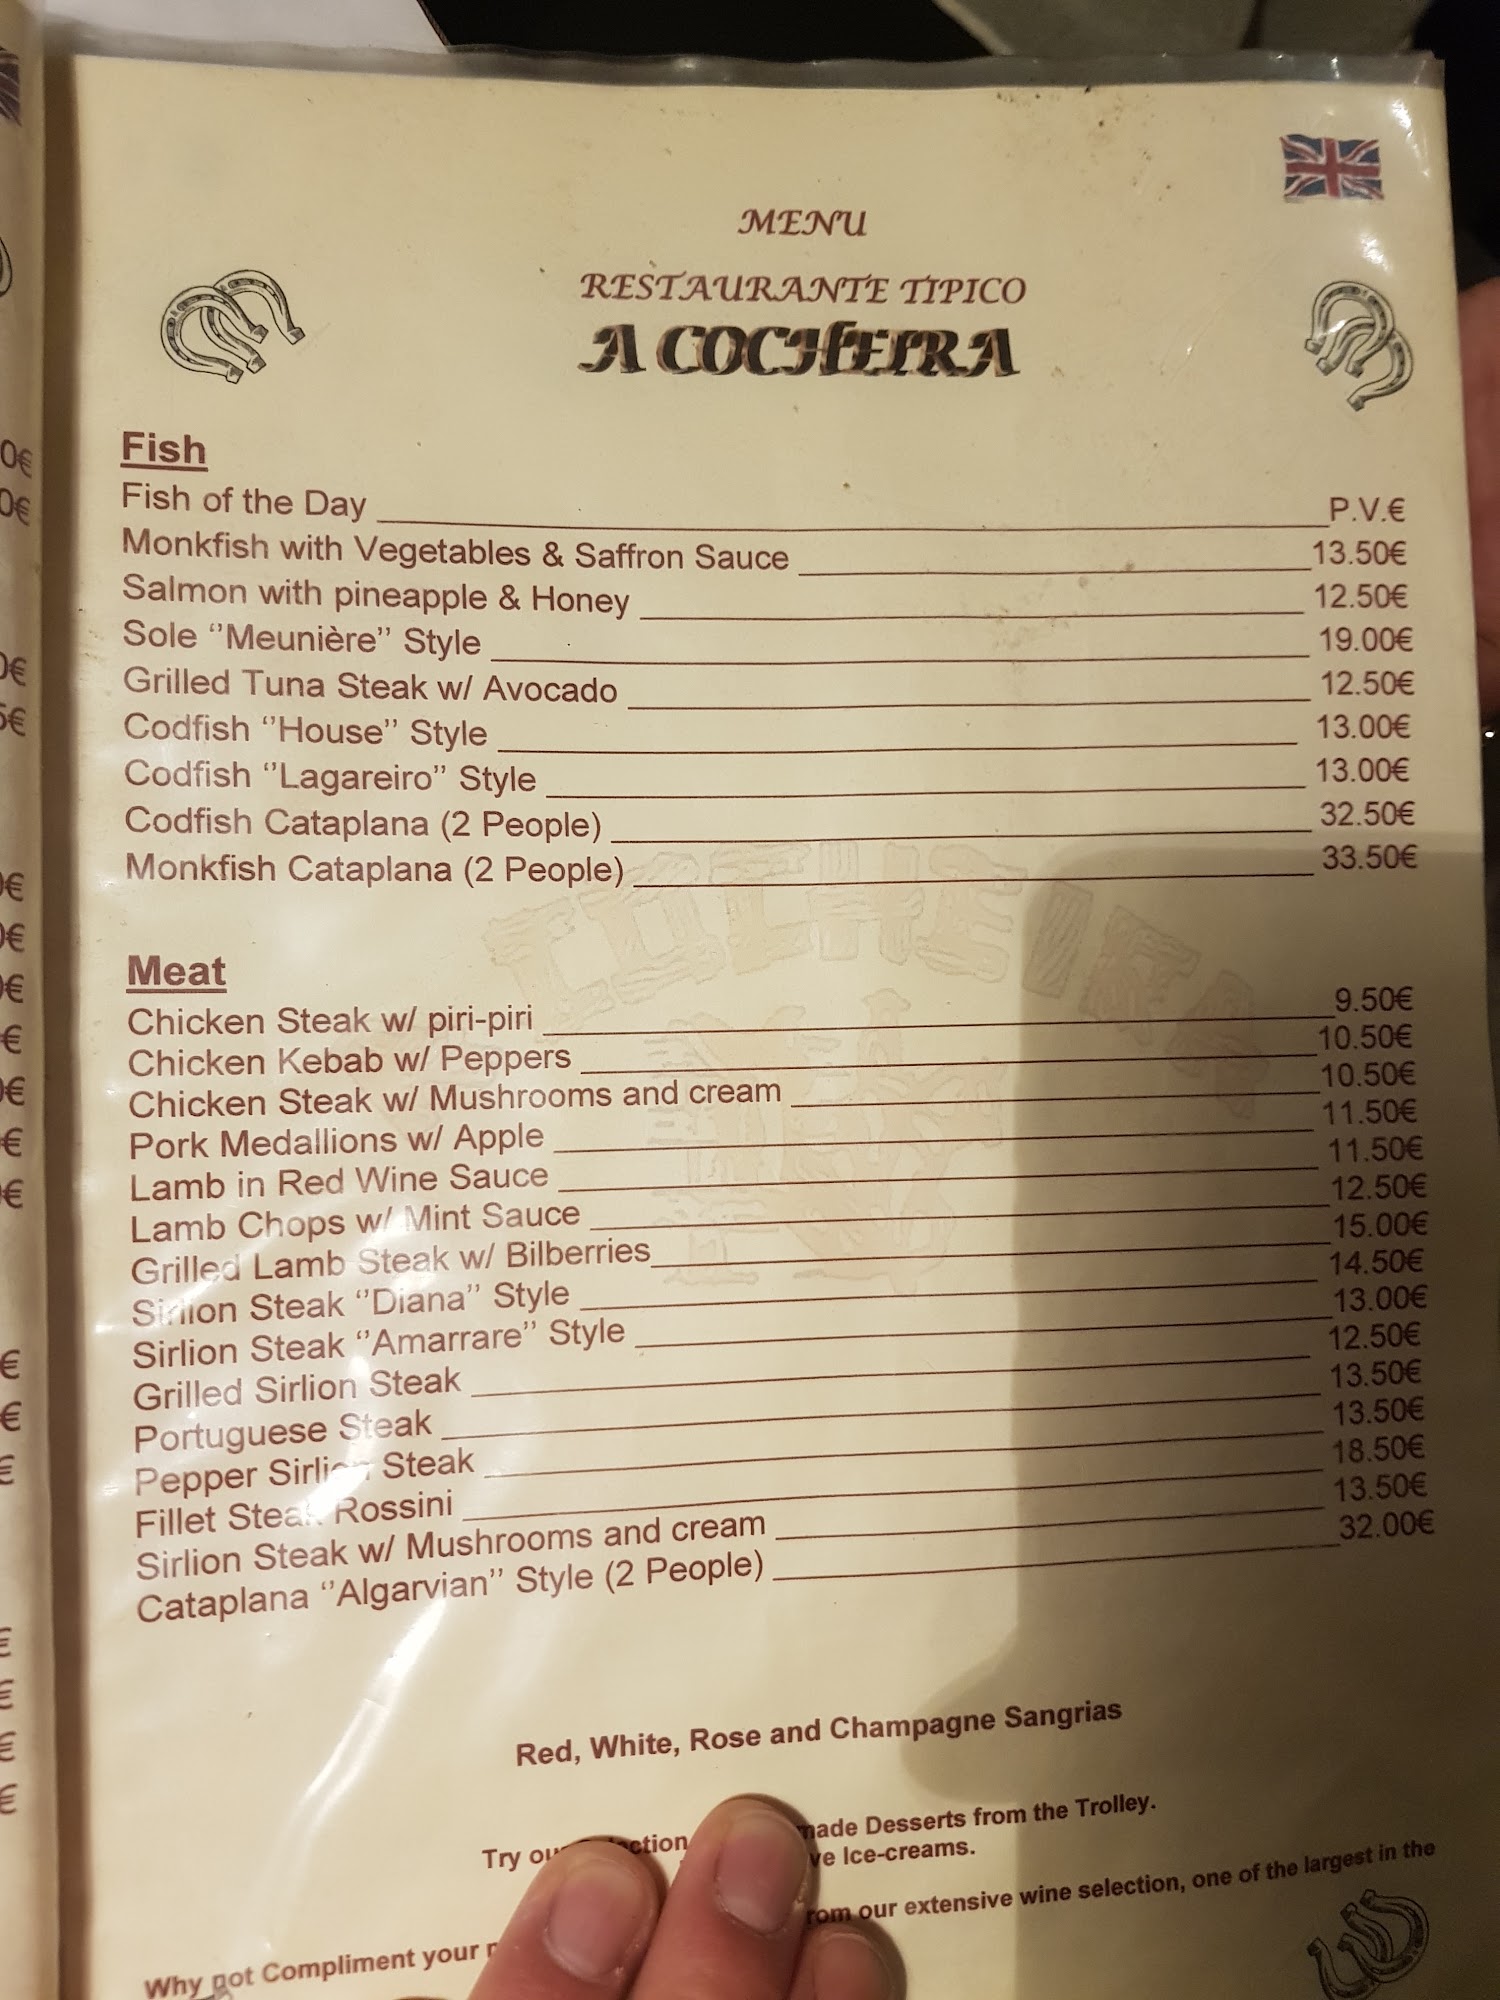 MENU
RESTAURANTE TIPICO
A COCHEIRA
Fish
Fish of the Day P.V.€
Monkfish with Vegetables & Saffron Sauce 13.50€
Salmon with pineapple & Honey 12.50€
Sole ‘’Meunière’’ Style 19.00€
Grilled Tuna Steak w/ Avocado 12.50€
Codfish ‘’House’’ Style 13.00€
Codfish ‘’Lagareiro’’ Style 13.00€
Codfish Cataplana (2 People) 32.50€
Monkfish Cataplana (2 People) 33.50€
Meat
Chicken Steak w/ piri-piri 9.50€
Chicken Kebab w/ Peppers 10.50€
Chicken Steak w/ Mushrooms and cream 10.50€
Pork Medallions w/ Apple 11.50€
Lamb in Red Wine Sauce 11.50€
Lamb Chops w/ Mint Sauce 12.50€
Grilled Lamb Steak w/ Bilberries 15.00€
Sirlion Steak ‘’Diana’’ Style 14.50€
Sirlion Steak ‘’Amarrare’’ Style 13.00€
Grilled Sirlion Steak 12.50€
Portuguese Steak 13.50€
Pepper Sirlion Steak 13.50€
Fillet Steak Rossini 18.50€
Sirlion Steak w/ Mushrooms and cream 13.50€
Cataplana ‘’Algarvian’’ Style (2 People) 32.00€
Red, White, Rose and Champagne Sangrias
Try Desserts from the Trolley.
Ice-creams.
Why not Compliment your our extensive wine selection, one of the largest in the